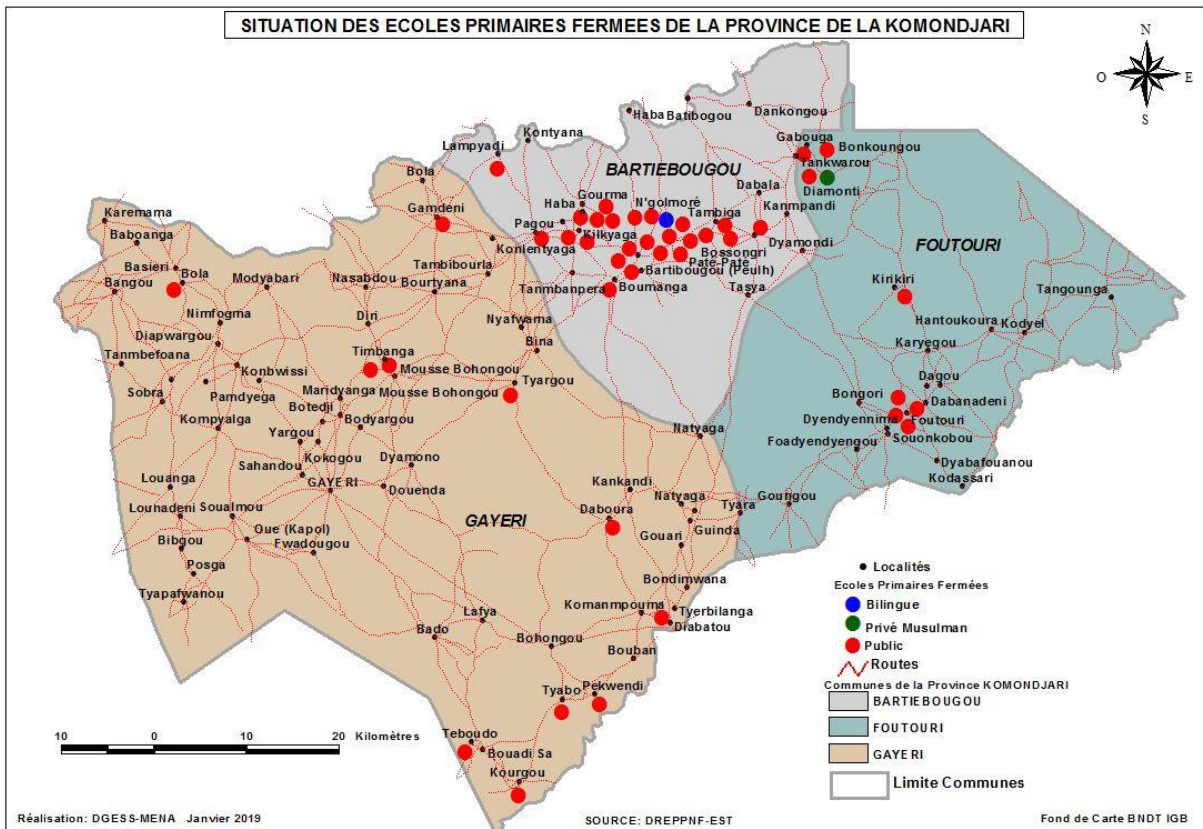 SITUATION DES ECOLES PRIMAIRES FERMEES DE LA PROVINCE DE LA KOMONDJARI
N
O E
S
Haba Batibogou
Dankongou
Kontyana
Lampyadi
Gabouga
Bonkoungou
Tankwarou
BARTIEBOUGOU
Diamonti
Bola
Gourma
Dabala
Haba
N'golmoré
Kanmpandi
Karemama
Gamdeni
Pagou
Tambiga
Baboanga
Kilkyaga
Konlentyaga
Bossongri
Dyamondi
FOUTOURI
Pate-Pate
Basieri
Bartibougou (Peulh)
Bola
Modyabari
Nasabdou
Tambibourla
Bangou
Bourtyana
Tanmbanpera
Boumanga
Tasya
Kirikiri
Tangounga
Nimfogma
Diri
Nyafwama
Hantoukoura
Kodyel
Diapwargou
Bina
Karyegou
Tanmbefoana
Timbanga
Konbwissi
Mousse Bohongou
Dagou
Sobra
Pamdyega
Maridyanga
Mousse Bohongou
Tyargou
Bongori
Dabanadeni
Kompyalga
Botedji
Bodyargou
Dyendyennima
Foutouri
Yargou
Natyaga
Souonkobou
Kokogou
Foadyendyengou
Sahandou
Dyamono
Dyabafouanou
Louanga
GAYERI
Douenda
Kankandi
Kodassari
Louhadeni
Soualmou
Natyaga
Goungou
GAYERI
Daboura
Tyara
Oue (Kapol)
Guinda
Bibgou
Fwadougou
Gouari
Posga
Bondimwana
Tyapafwanou
Lafya
Komanmpouma
Tyerbilanga
Bado
Diabatou
Bohongou
Bouban
Tyabo
Pekwendi
Teboudo
Bouadi Sa
Kourgou
Localités
Ecoles Primaires Fermées
Bilingue
Privé Musulman
Public
Routes
Communes de la Province KOMONDJARI
BARTIEBOUGOU
FOUTOURI
GAYERI
Limite Communes
10 0 10 20 Kilomètres
Réalisation: DGESS-MENA Janvier 2019
SOURCE: DREPPNF-EST
Fond de Carte BNDT IGB